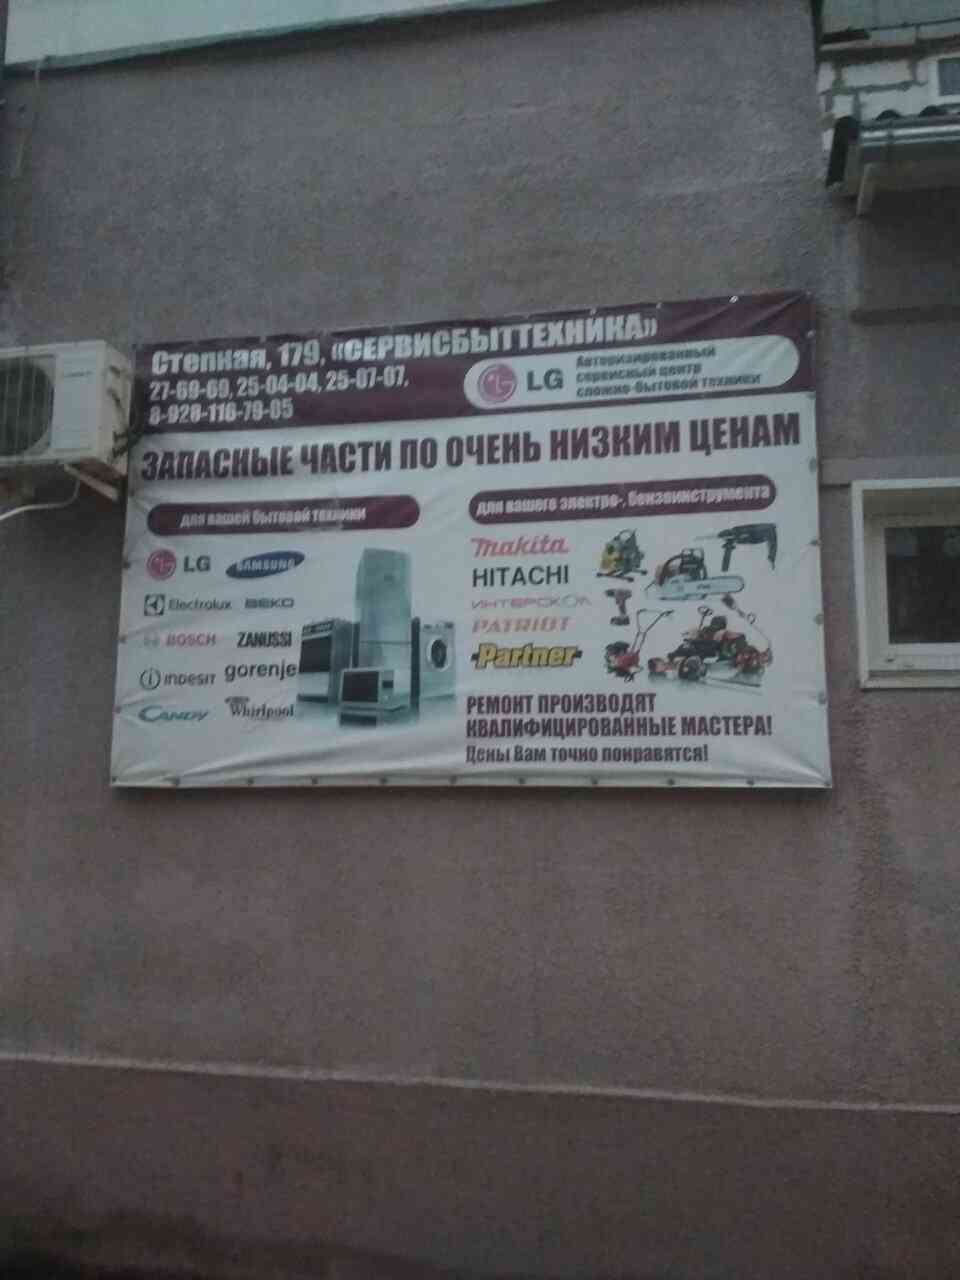 Степная, 179, «СЕРВИСБЫТТЕХНИКА»
27-69-69, 25-04-04, 25-07-07,
8-928-116-79-05
LG
Авторизированный
сервисный центр
сложно-бытовой техники
ЗАПАСНЫЕ ЧАСТИ ПО ОЧЕНЬ НИЗКИМ ЦЕНАМ
для вашей бытовой техники
LG SAMSUNG
Electrolux BEKO
BOSCH ZANUSSI
indesit gorenje
CANDY Whirlpool
для вашего электро-, бензоинструмента
makita
HITACHI
ИНТЕРСКОЛ
PATRIOT
Partner
РЕМОНТ ПРОИЗВОДЯТ
КВАЛИФИЦИРОВАННЫЕ МАСТЕРА!
Цены Вам точно понравятся!